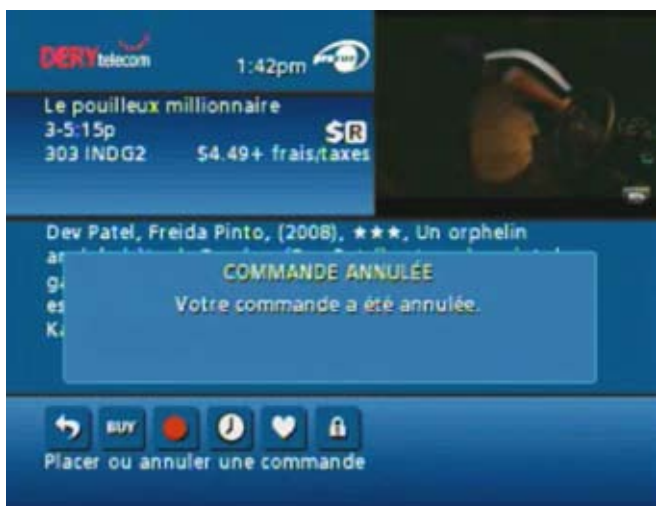 DERYtelecom
1:42pm
Le pouilleux millionnaire
3-5:15p
$R
303 INDG2 $4.49+ frais/taxes
Dev Patel, Freida Pinto, (2008), ★★★, Un orphelin
COMMANDE ANNULÉE
Votre commande a été annulée.
BUY
Placer ou annuler une commande